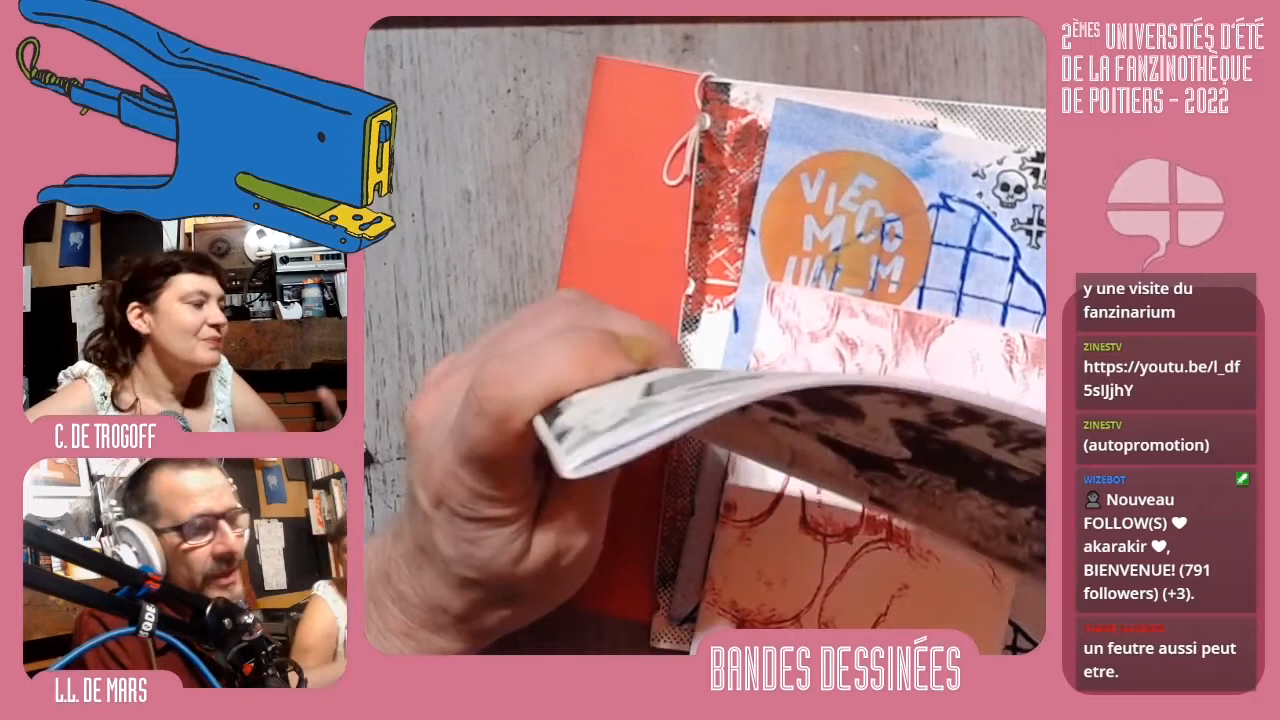 2ÈMES UNIVERSITÉS D'ÉTÉ
DE LA FANZINOTHÈQUE
DE POITIERS - 2022
VIE
C. DE TROGOFF
L.L. DE MARS
BANDES DESSINÉES
y une visite du
fanzinarium
ZINESTV
https://youtu.be/l_df
5sIJjhY
ZINESTV
(autopromotion)
WIZEBOT
Nouveau
FOLLOW(S)
akarakir ,
BIENVENUE! (791
followers) (+3).
un feutre aussi peut
etre.